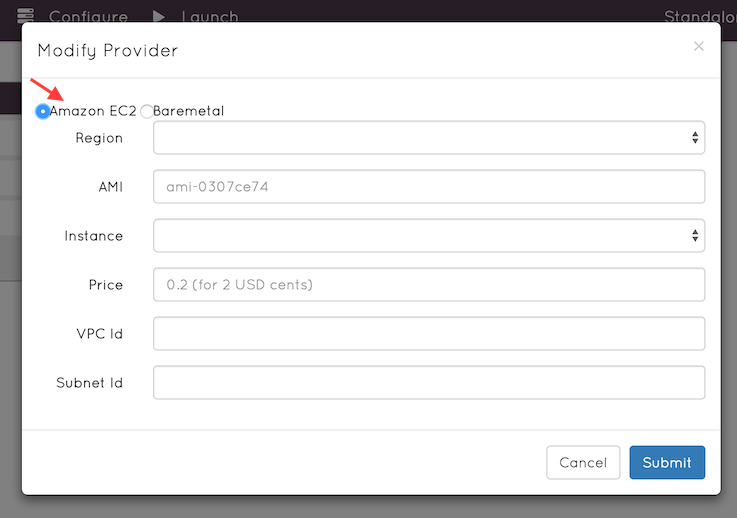 Configure Launch Standalo
Modify Provider ×
Amazon EC2 Baremetal
Region
AMI ami-0307ce74
Instance
Price 0.2 (for 2 USD cents)
VPC Id
Subnet Id
Cancel Submit